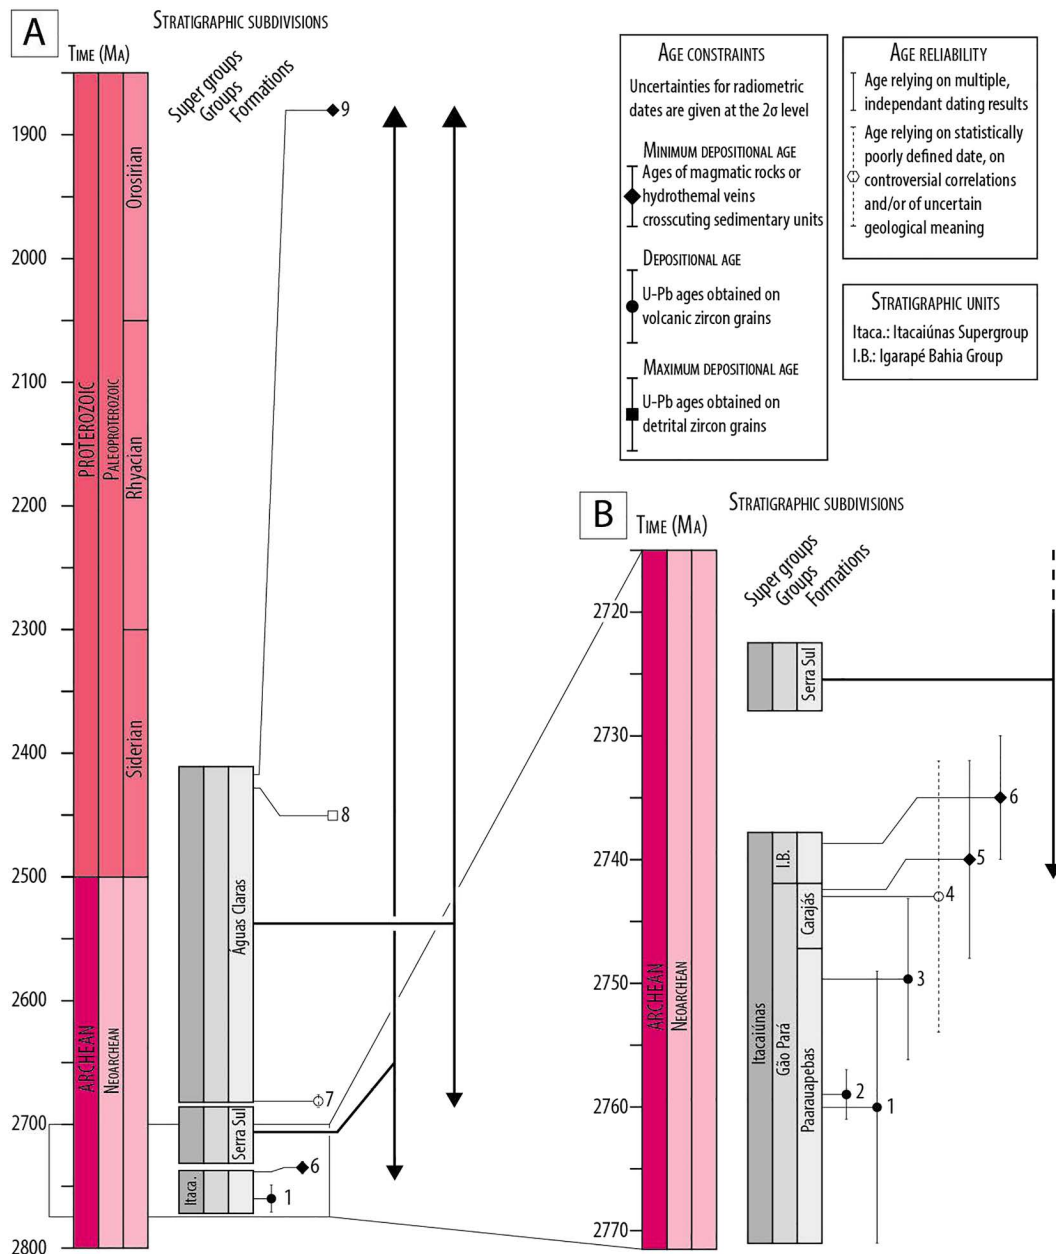 A
STRATIGRAPHIC SUBDIVISIONS
TIME (MA)
Super groups
Groups
Formations
1900
2000
2100
2200
2300
2400
2500
2600
2700
2800
PROTEROZOIC
ARCHEAN
PALEOPROTEROZOIC
NEOARCHEAN
Orosirian
Rhyacian
Siderian
Águas Claras
Serra Sul
Itaca.
9
8
7
6
1
AGE CONSTRAINTS
Uncertainties for radiometric
dates are given at the 2σ level
MINIMUM DEPOSITIONAL AGE
Ages of magmatic rocks or
hydrothemal veins
crosscutting sedimentary units
DEPOSITIONAL AGE
U-Pb ages obtained on
volcanic zircon grains
MAXIMUM DEPOSITIONAL AGE
U-Pb ages obtained on
detrital zircon grains
AGE RELIABILITY
Age relying on multiple,
independant dating results
Age relying on statistically
poorly defined date, on
controversial correlations
and/or of uncertain
geological meaning
STRATIGRAPHIC UNITS
Itaca.: Itacaiúnas Supergroup
I.B.: Igarapé Bahia Group
B
STRATIGRAPHIC SUBDIVISIONS
TIME (MA)
Super groups
Groups
Formations
2720
2730
2740
2750
2760
2770
ARCHEAN
NEOARCHEAN
Serra Sul
Itacaiúnas
I.B.
Gão Pará
Carajás
Paarauapebas
6
5
4
3
2
1